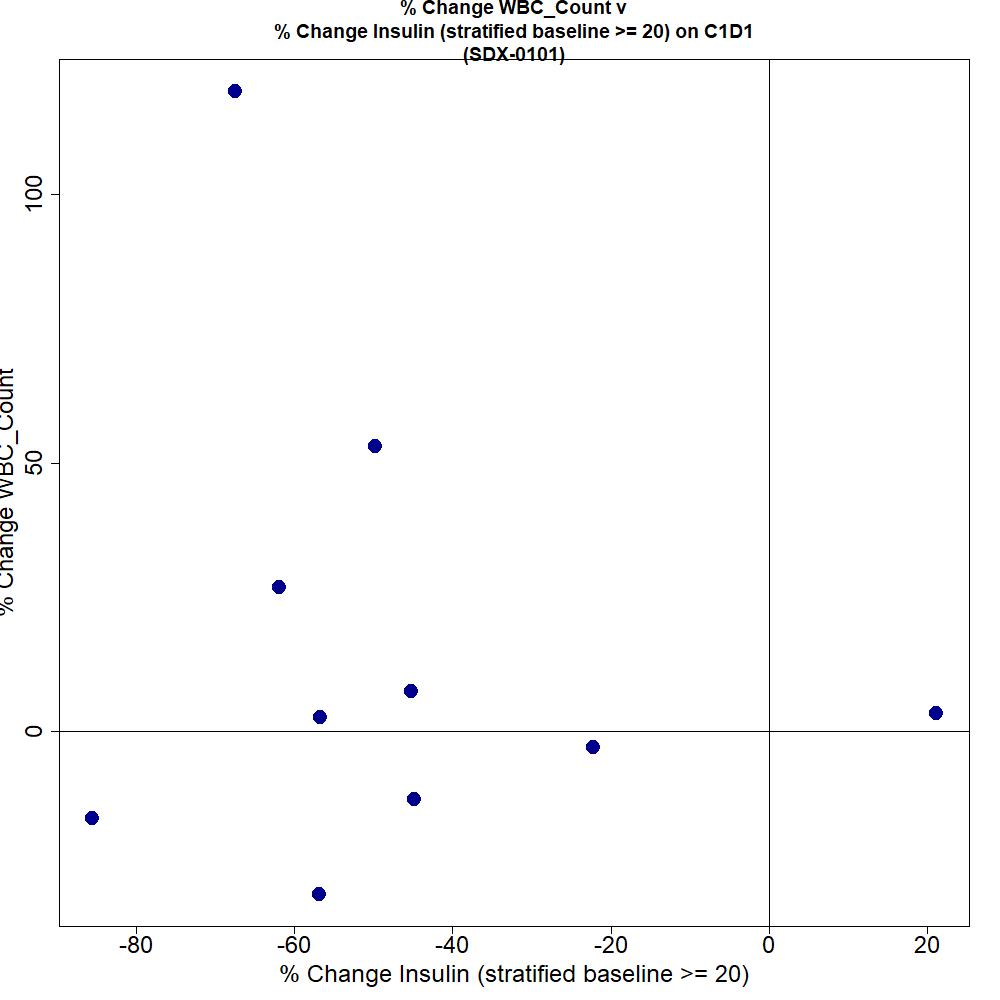 % Change WBC_Count v
% Change Insulin (stratified baseline >= 20) on C1D1
(SDX-0101)
% Change WBC_Count
100
50
0
-80 -60 -40 -20 0 20
% Change Insulin (stratified baseline >= 20)